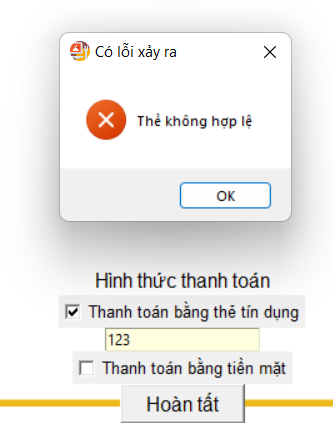 Có lỗi xảy ra
Thẻ không hợp lệ
OK
Hình thức thanh toán
Thanh toán bằng thẻ tín dụng
123
Thanh toán bằng tiền mặt
Hoàn tất